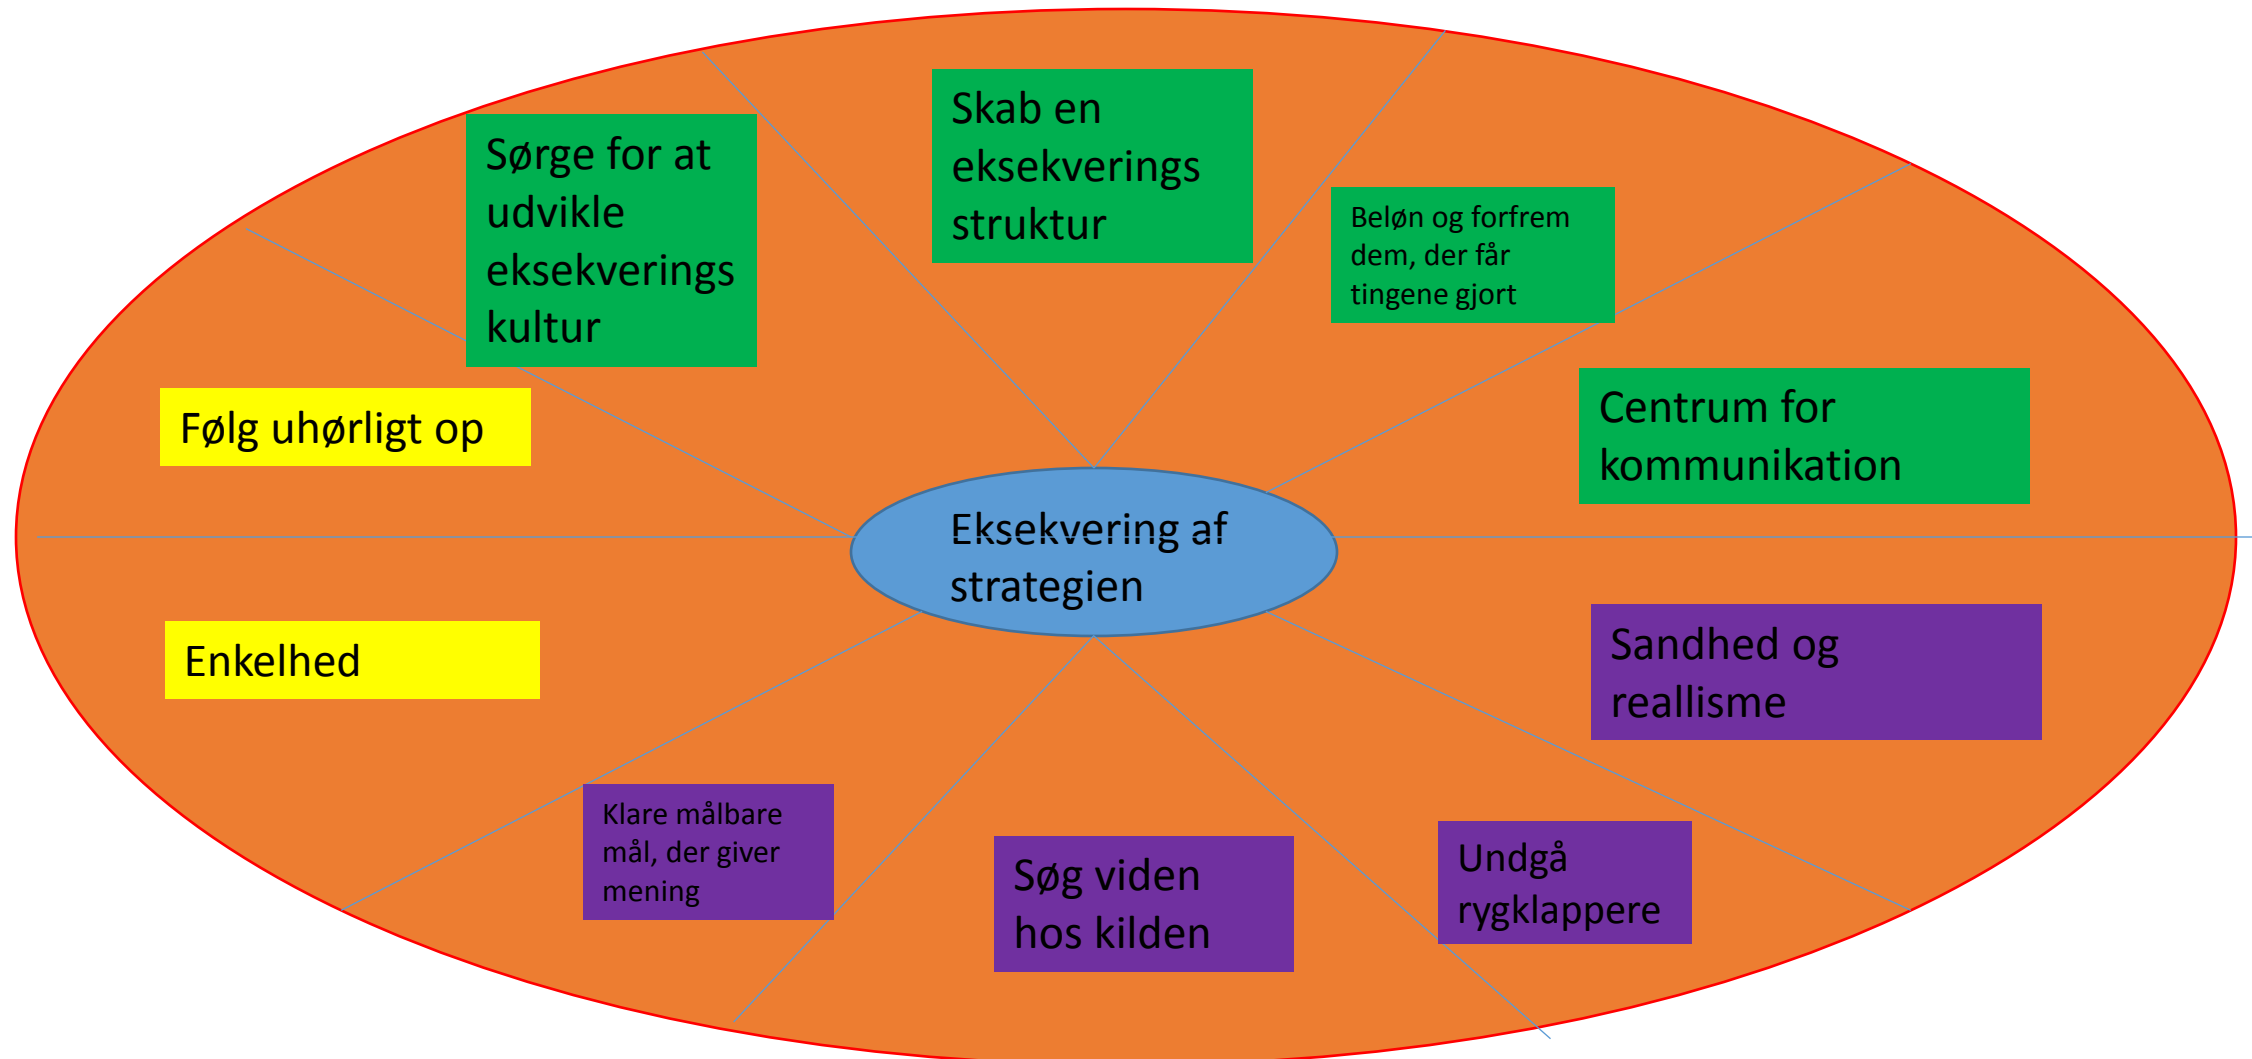 Skab en
eksekverings
struktur
Sørge for at
udvikle
eksekverings
kultur
Beløn og forfrem
dem, der får
tingene gjort
Følg uhørligt op
Centrum for
kommunikation
Eksekvering af
strategien
Enkelhed
Sandhed og
reallisme
Klare målbare
mål, der giver
mening
Søg viden
hos kilden
Undgå
rygklappere